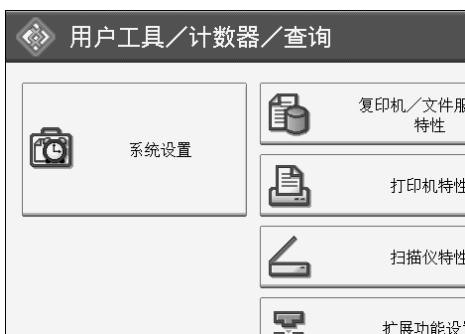 用户工具／计数器／查询
系统设置
复印机／文件服
特性
打印机特性
扫描仪特性
扩展功能设